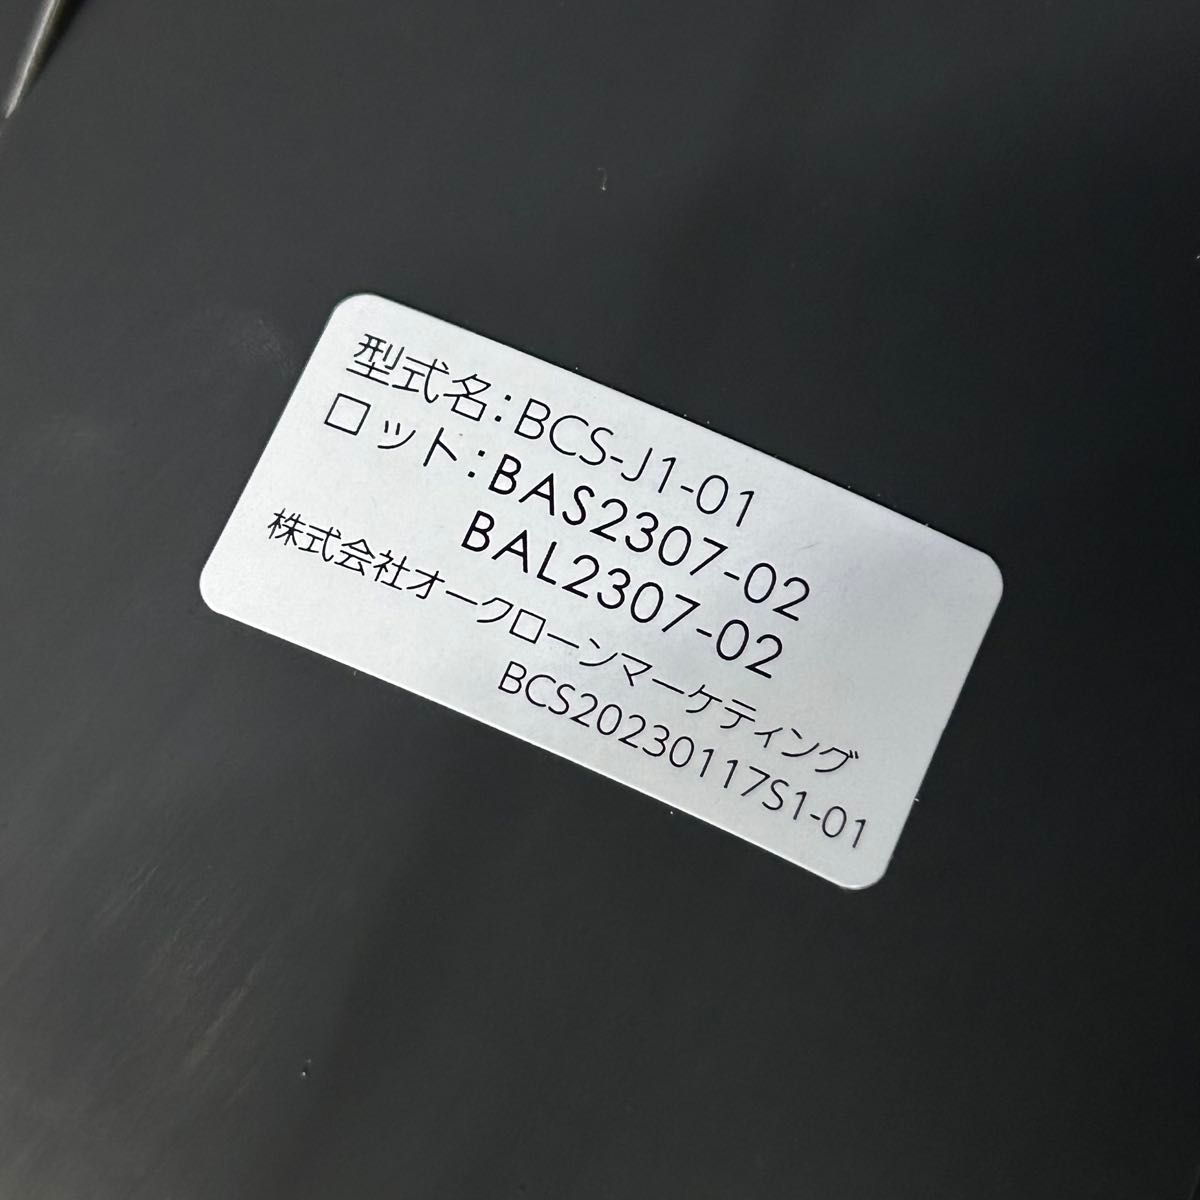 型式名：BCS-J1-01
ロット：BAS2307-02
BAL2307-02
株式会社オークローンマーケティング
BCS20230117S1-01